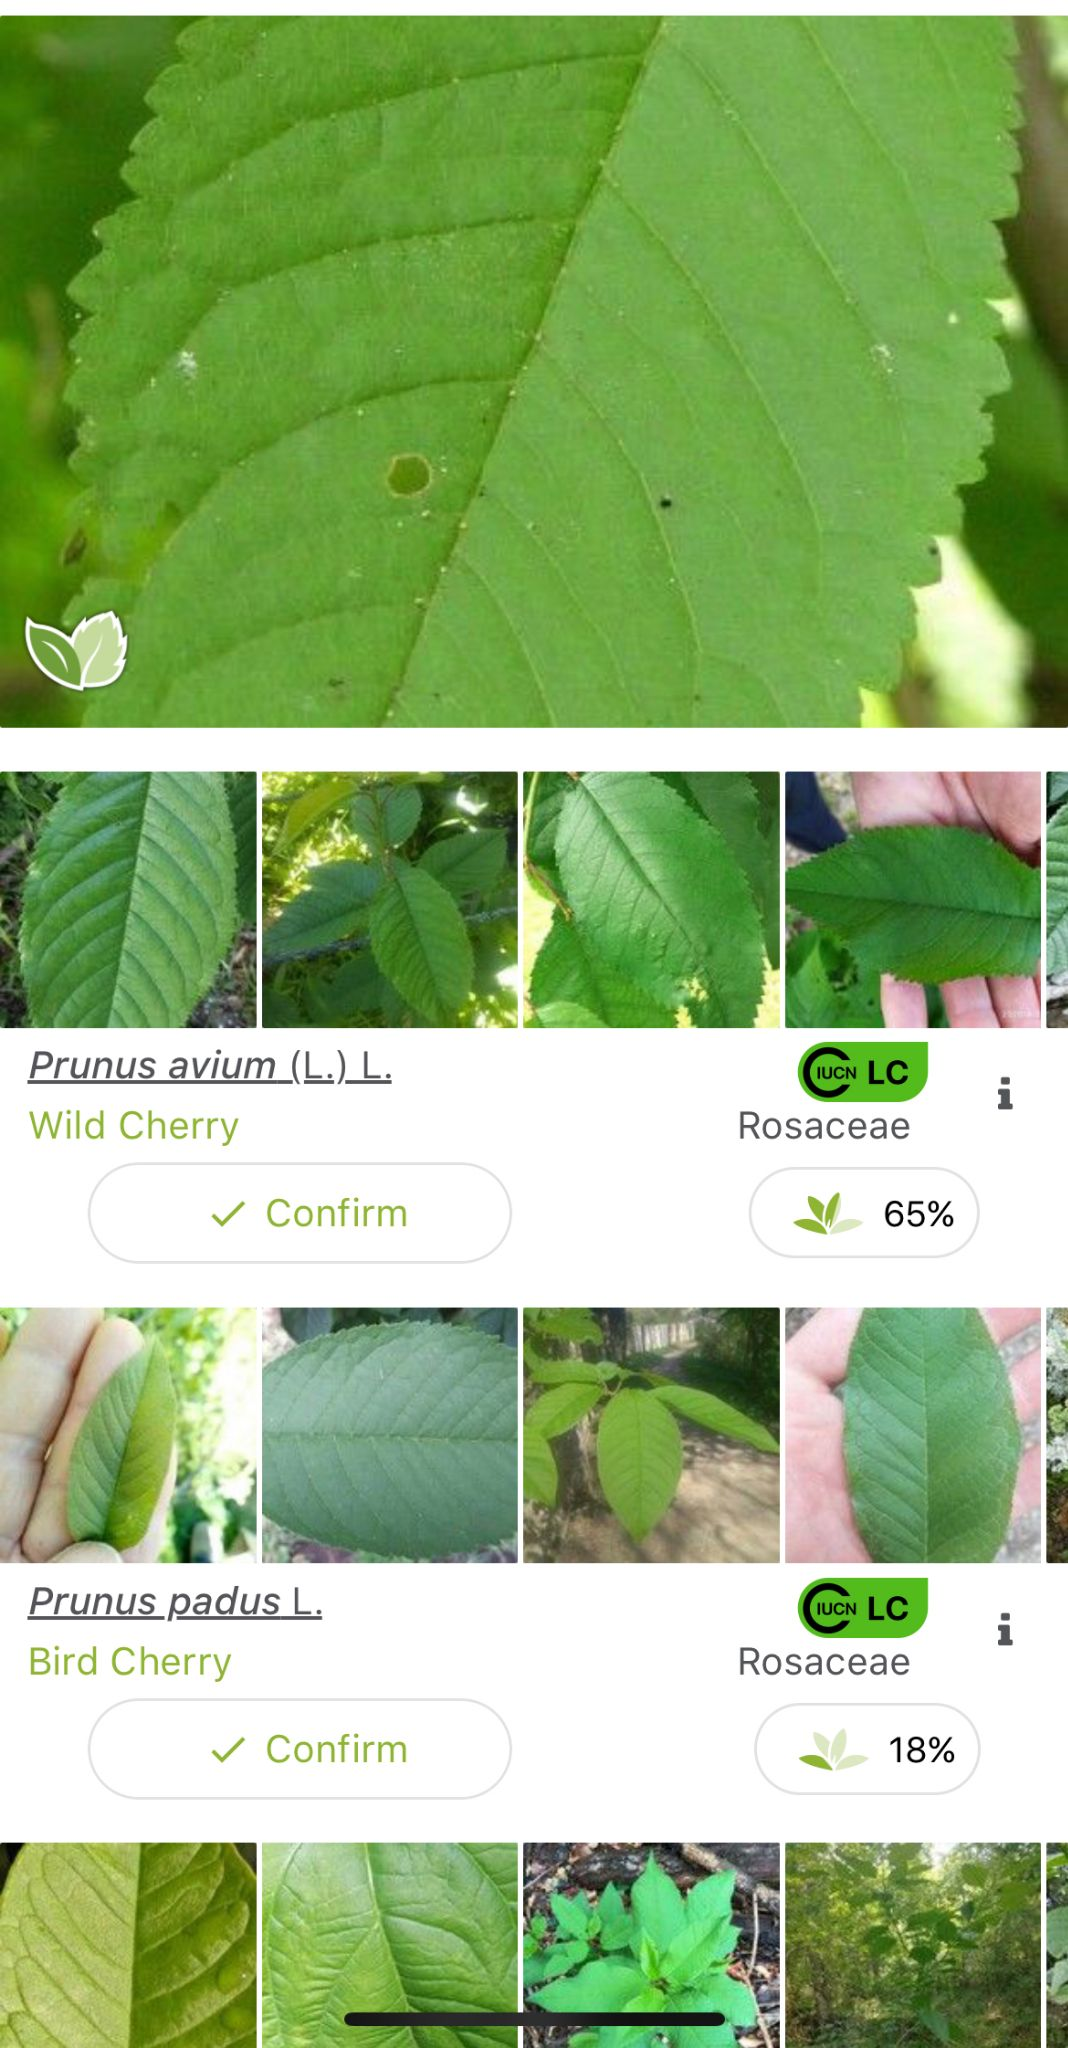 Prunus avium (L.) L.
IUCN LC
Wild Cherry
Rosaceae
Confirm
65%
Prunus padus L.
IUCN LC
Bird Cherry
Rosaceae
Confirm
18%